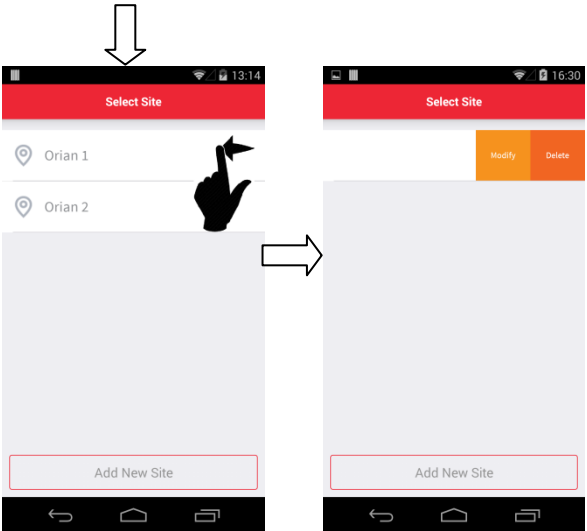 13:14
Select Site
Orian 1
Orian 2
Add New Site
16:30
Select Site
Modify Delete
Add New Site